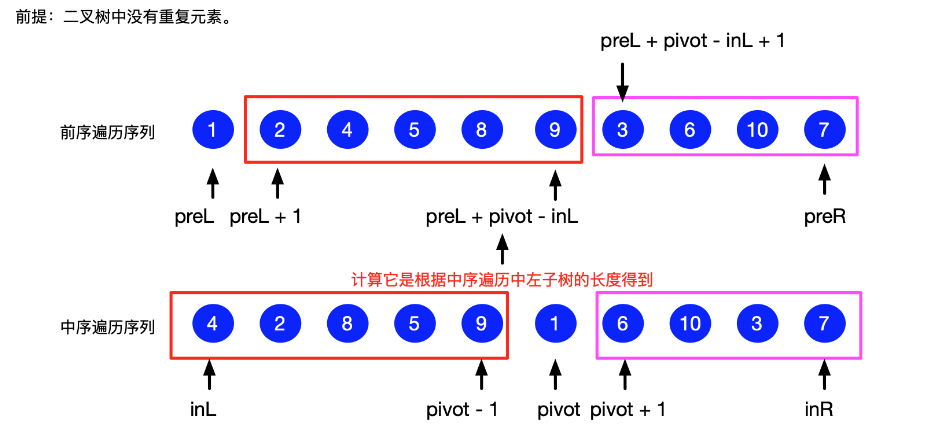 前提：二叉树中没有重复元素。
preL + pivot - inL + 1
前序遍历序列 1 2 4 5 8 9 3 6 10 7
preL preL + 1 preL + pivot - inL preR
计算它是根据中序遍历中左子树的长度得到
中序遍历序列 4 2 8 5 9 1 6 10 3 7
inL pivot - 1 pivot pivot + 1 inR